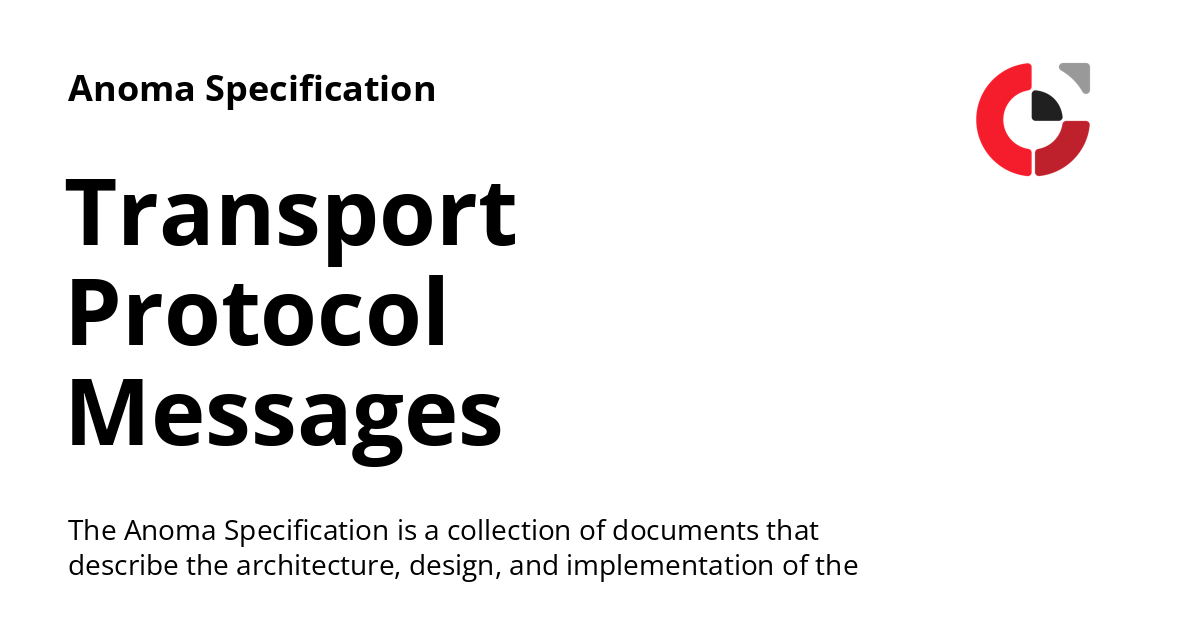 Anoma Specification
Transport
Protocol
Messages
The Anoma Specification is a collection of documents that
describe the architecture, design, and implementation of the